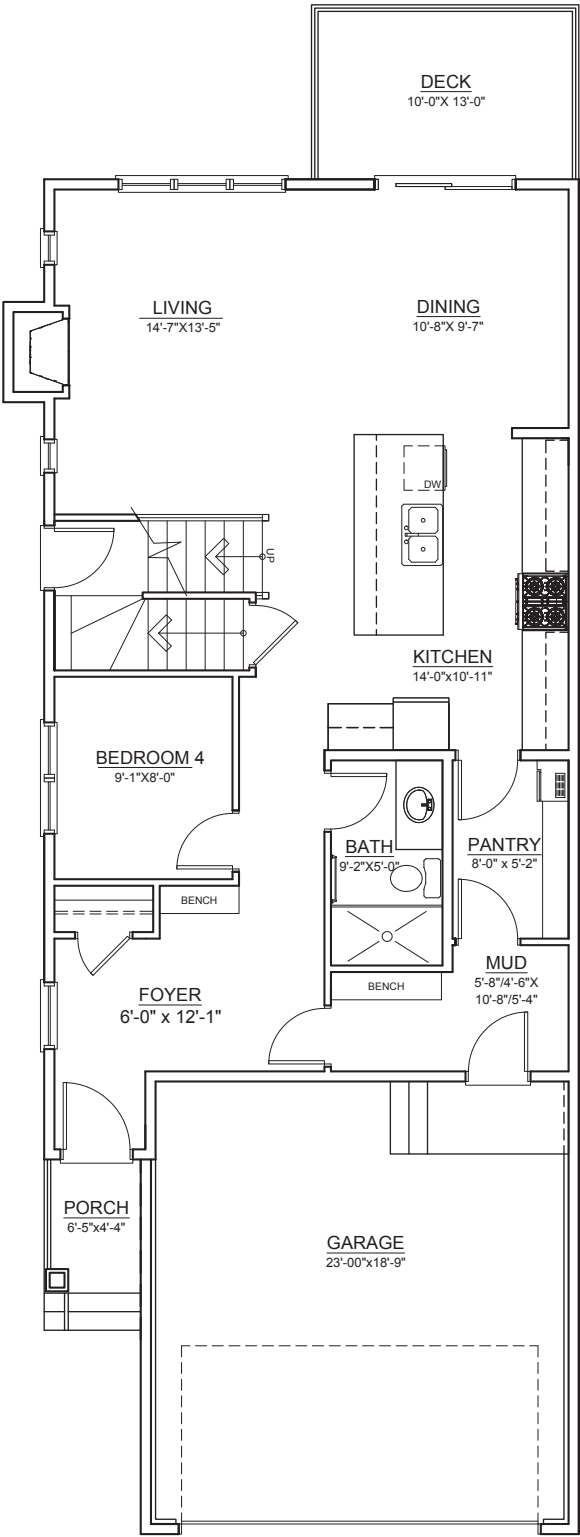 DECK
10'-0"X 13'-0"
LIVING
14'-7"X13'-5"
DINING
10'-8"X 9'-7"
DW
UP
KITCHEN
14'-0"x10'-11"
BEDROOM 4
9'-1"X8'-0"
BATH
9'-2"X5'-0"
PANTRY
8'-0" x 5'-2"
BENCH
MUD
5'-8"/4'-6"X
10'-8"/5'-4"
BENCH
FOYER
6'-0" x 12'-1"
PORCH
6'-5"x4'-4"
GARAGE
23'-00"x18'-9"